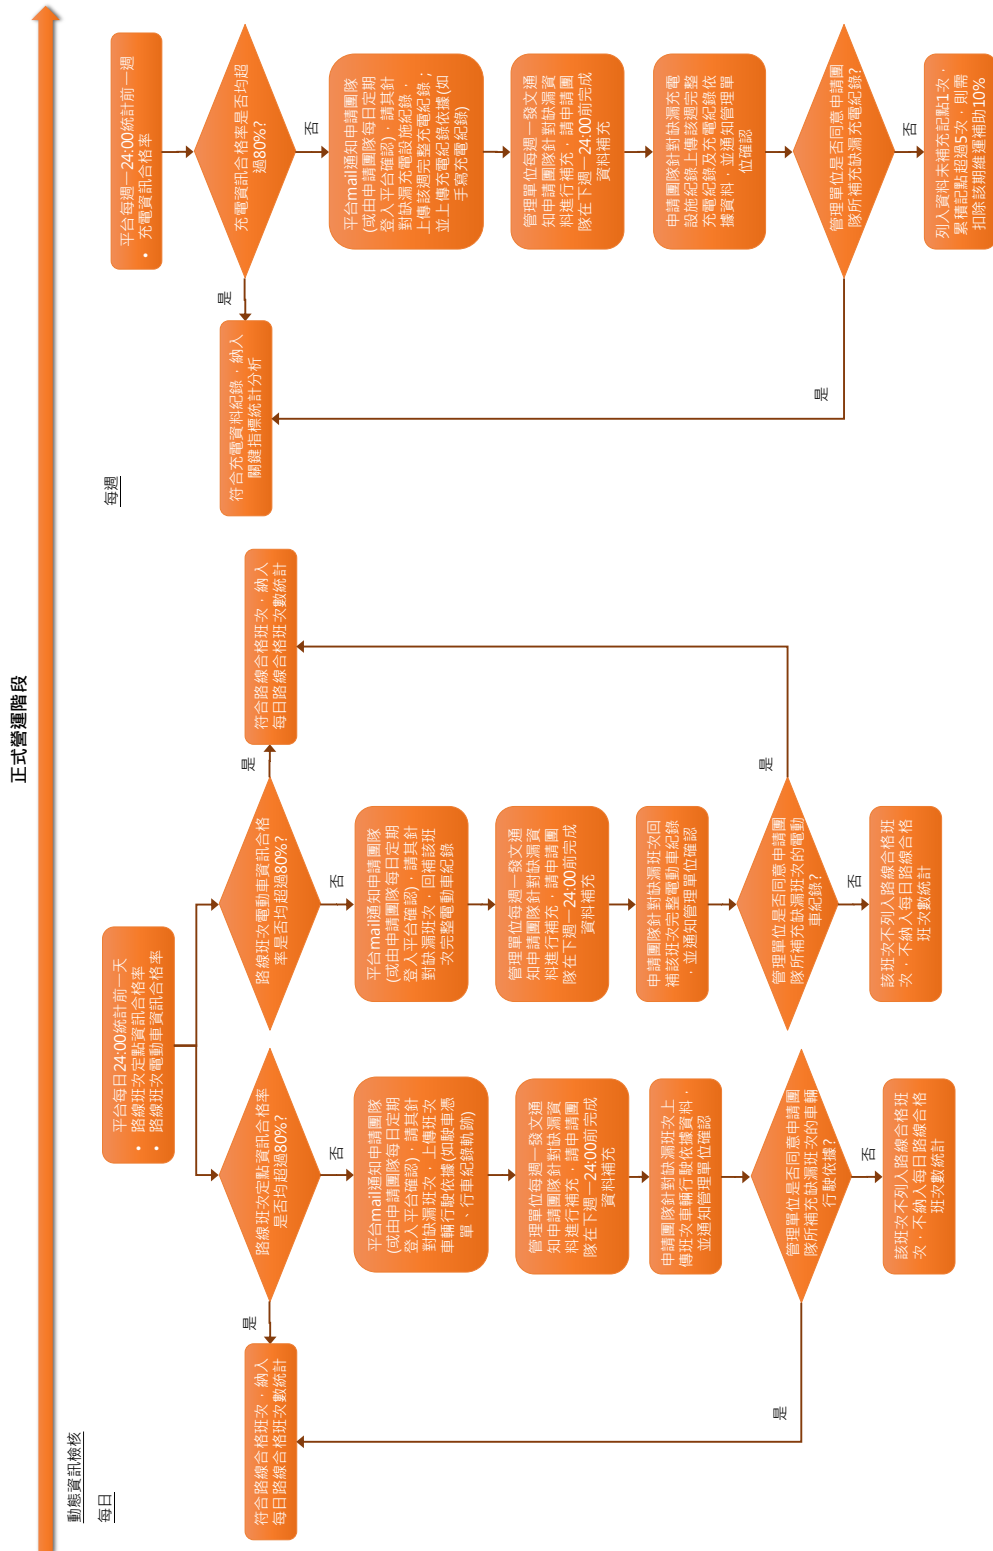 正式營運階段
動態資訊檢核
每日
平台每日24:00統計前一天
• 路線班次定點資訊合格率
• 路線班次電動車資訊合格率
路線班次定點資訊合格率
是否均超過80%?
是
符合路線合格班次，納入
每日路線合格班次數統計
否
平台mail通知申請團隊
(或由申請團隊每日定期
登入平台確認)，請其針
對缺漏班次，上傳班次
車輛行駛依據(如駛車憑
單、行車紀錄軌跡)
管理單位每週一發文通
知申請團隊針對缺漏資
料進行補充，請申請團
隊在下週一24:00前完成
資料補充
申請團隊針對缺漏班次上
傳班次車輛行駛依據資料，
並通知管理單位確認
管理單位是否同意申請團
隊所補充缺漏班次的車輛
行駛依據?
是
否
該班次不列入路線合格班
次，不納入每日路線合格
班次數統計
路線班次電動車資訊合格
率是否均超過80%?
是
符合路線合格班次，納入
每日路線合格班次數統計
否
平台mail通知申請團隊
(或由申請團隊每日定期
登入平台確認)，請其針
對缺漏班次，回補該班
次完整電動車紀錄
管理單位每週一發文通
知申請團隊針對缺漏資
料進行補充，請申請團
隊在下週一24:00前完成
資料補充
申請團隊針對缺漏班次回
補該班次完整電動車紀錄
，並通知管理單位確認
管理單位是否同意申請團
隊所補充缺漏班次的電動
車紀錄?
是
否
該班次不列入路線合格班
次，不納入每日路線合格
班次數統計
每週
平台每週一24:00統計前一週
• 充電資訊合格率
充電資訊合格率是否均超
過80%?
是
符合充電資料紀錄，納入
關鍵指標統計分析
否
平台mail通知申請團隊
(或由申請團隊每日定期
登入平台確認)，請其針
對缺漏充電設施紀錄，
上傳該週完整充電紀錄；
並上傳充電紀錄依據(如
手寫充電紀錄)
管理單位每週一發文通
知申請團隊針對缺漏資
料進行補充，請申請團
隊在下週一24:00前完成
資料補充
申請團隊針對缺漏充電
設施紀錄上傳該週完整
充電紀錄及充電紀錄依
據資料，並通知管理單
位確認
管理單位是否同意申請團
隊所補充缺漏充電紀錄?
是
否
列入資料未補充記點1次，
累積記點超過5次，則需
扣除該期維運補助10%